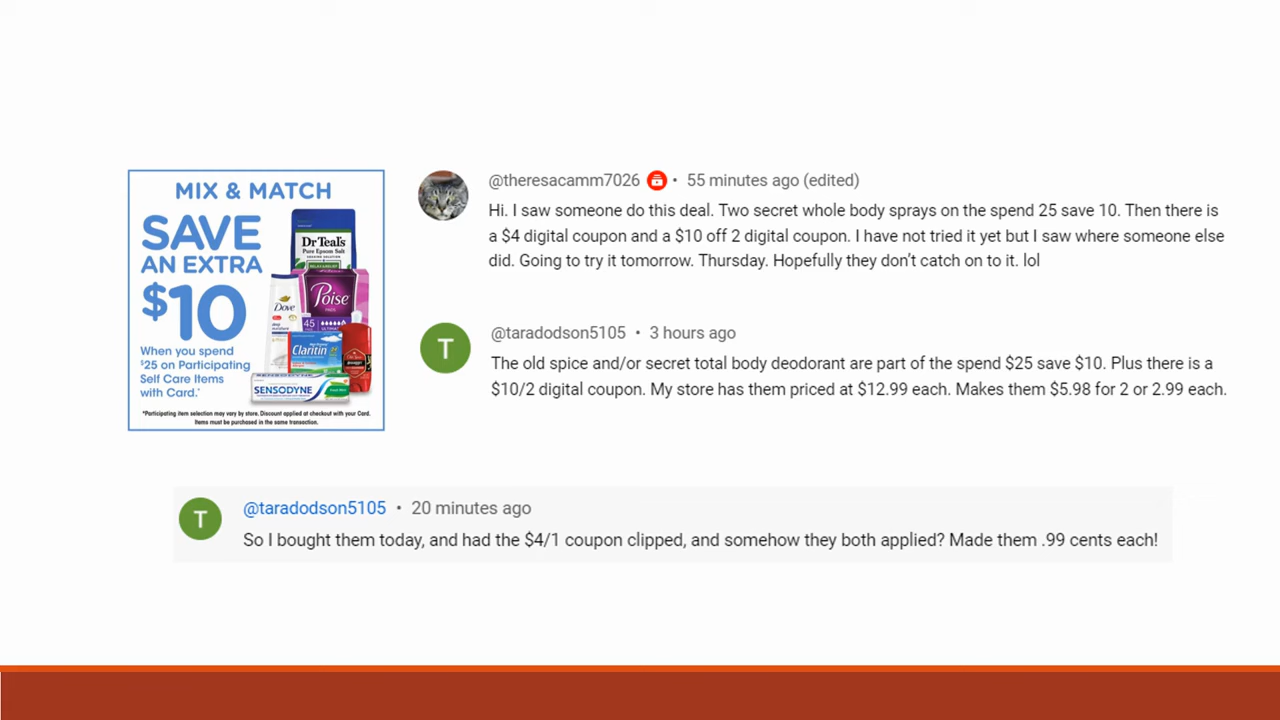 MIX & MATCH
SAVE
AN EXTRA
$10
When you spend
$25 on Participating
Self Care Items
with Card.*
*Participating item selection may vary by store. Discount applied at checkout with your Card.
Items must be purchased in the same transaction.
Dr Teal's
Pure Epsom Salt
Poise
PADS
45
Dove
Claritin
SENSODYNE
@theresacamm7026 • 55 minutes ago (edited)
Hi. I saw someone do this deal. Two secret whole body sprays on the spend 25 save 10. Then there is
a $4 digital coupon and a $10 off 2 digital coupon. I have not tried it yet but I saw where someone else
did. Going to try it tomorrow. Thursday. Hopefully they don’t catch on to it. lol
T
@taradodson5105 • 3 hours ago
The old spice and/or secret total body deodorant are part of the spend $25 save $10. Plus there is a
$10/2 digital coupon. My store has them priced at $12.99 each. Makes them $5.98 for 2 or 2.99 each.
T
@taradodson5105 • 20 minutes ago
So I bought them today, and had the $4/1 coupon clipped, and somehow they both applied? Made them .99 cents each!